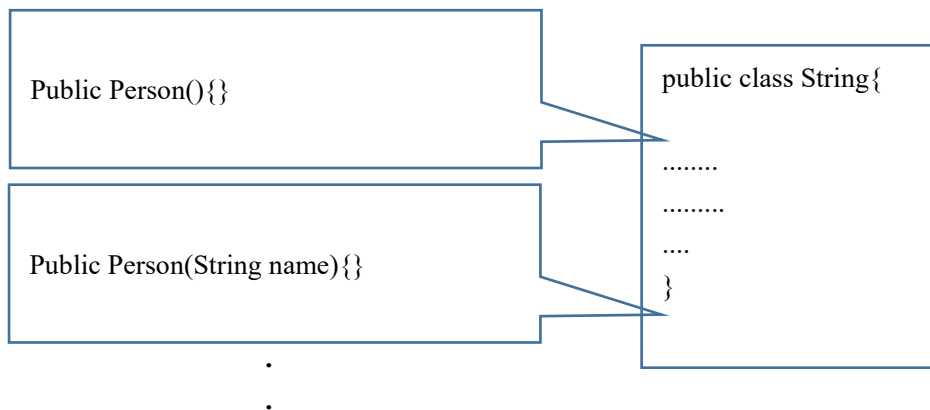 Public Person(){}
Public Person(String name){}
.
.
public class String{
........
.........
....
}